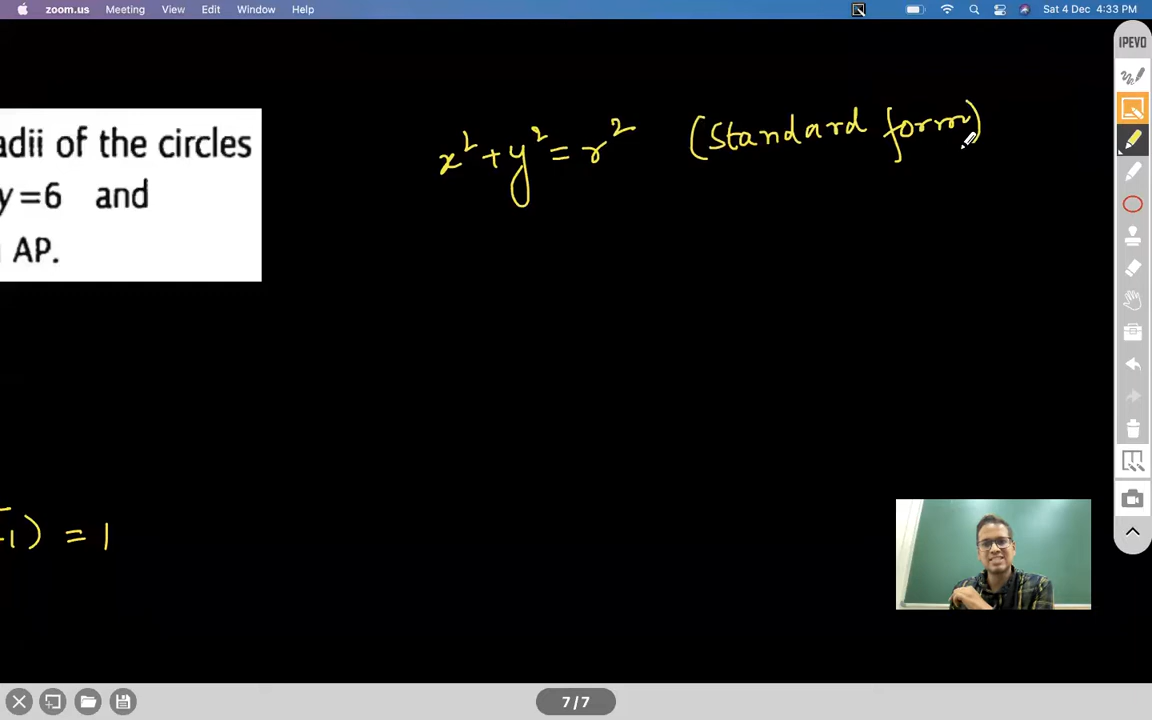 zoom.us Meeting View Edit Window Help Sat 4 Dec 4:33 PM
IPEVO
adii of the circles
y = 6 and
AP.
x² + y² = r² (Standard form)
-1) = 1
7 / 7